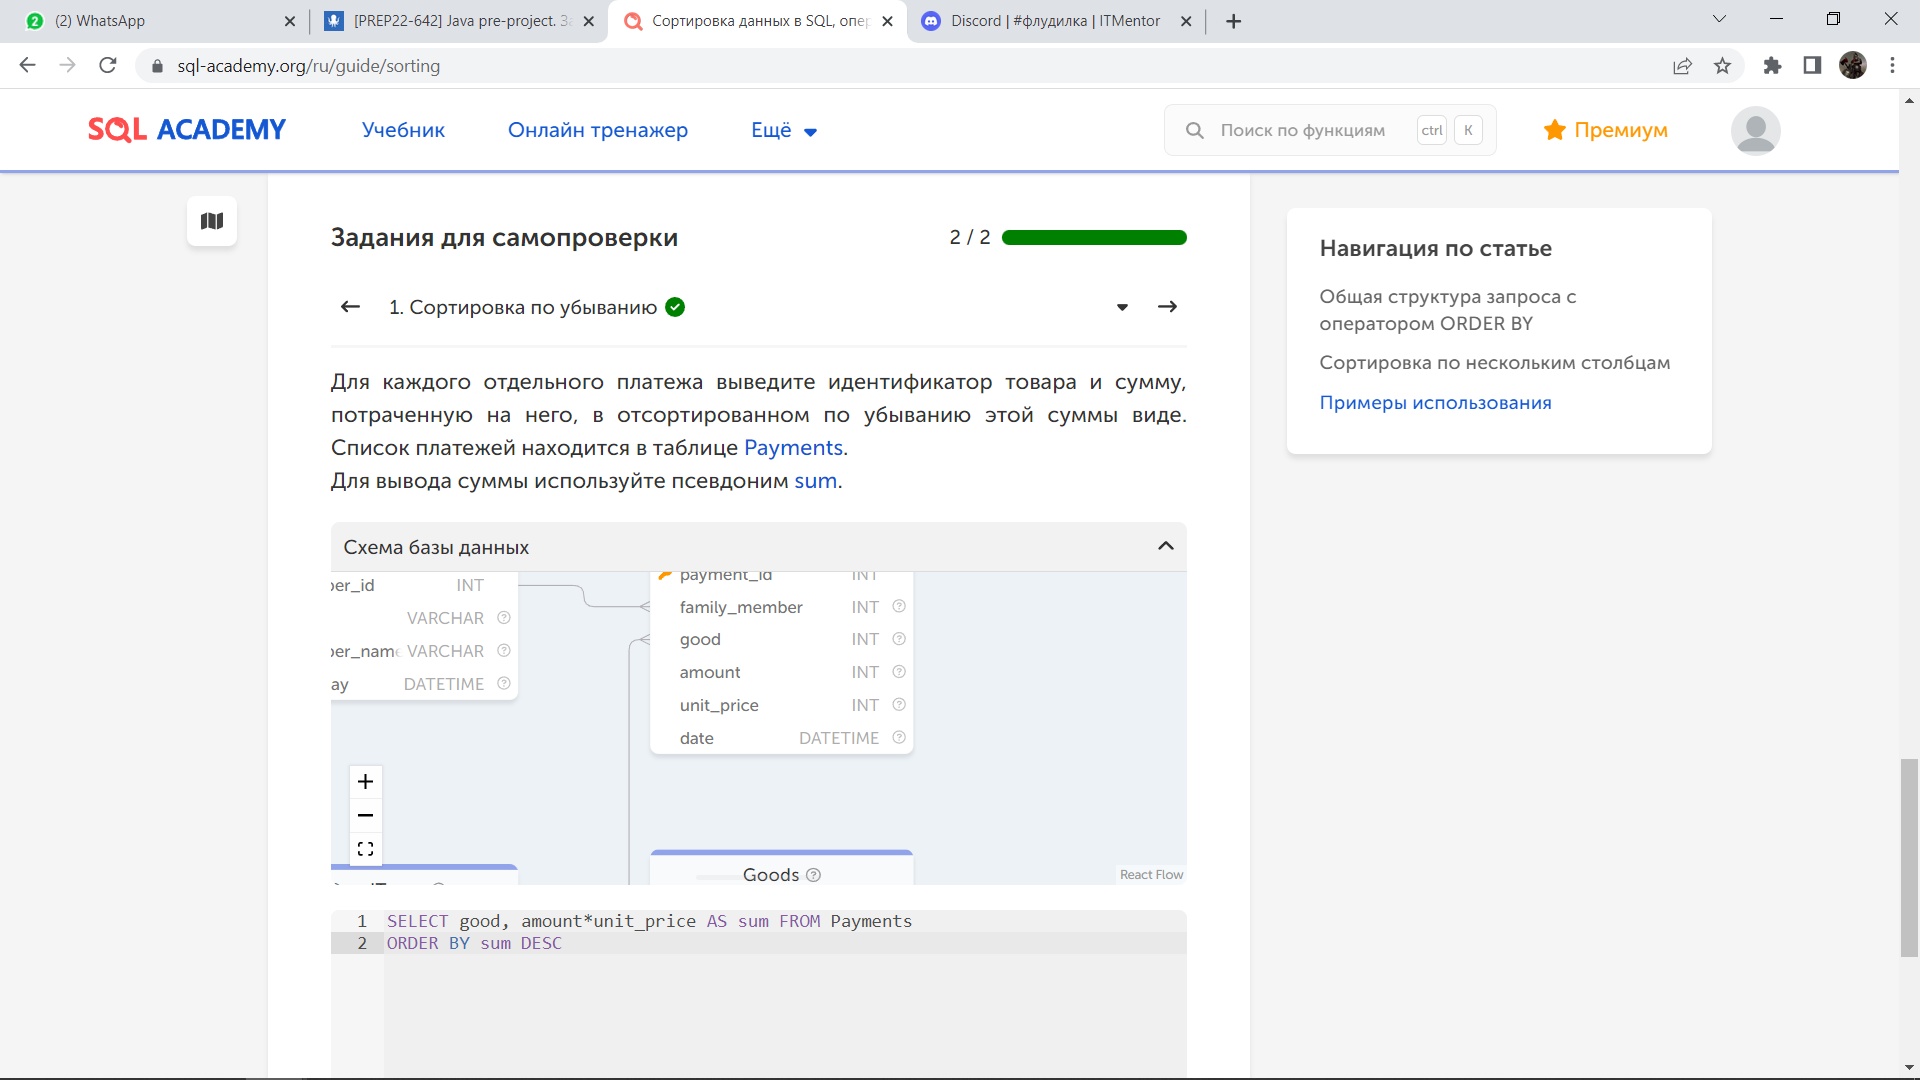 (2) WhatsApp
[PREP22-642] Java pre-project. За
Сортировка данных в SQL, опер
Discord | #флудилка | ITMentor
sql-academy.org/ru/guide/sorting
SQL ACADEMY
Учебник
Онлайн тренажер
Ещё
Поиск по функциям
ctrl
K
Премиум
Задания для самопроверки
2 / 2
1. Сортировка по убыванию
Для каждого отдельного платежа выведите идентификатор товара и сумму,
потраченную на него, в отсортированном по убыванию этой суммы виде.
Список платежей находится в таблице Payments.
Для вывода суммы используйте псевдоним sum.
Схема базы данных
per_id INT
VARCHAR
per_name VARCHAR
ay DATETIME
payment_id INT
family_member INT
good INT
amount INT
unit_price INT
date DATETIME
Goods
React Flow
1 SELECT good, amount*unit_price AS sum FROM Payments
2 ORDER BY sum DESC
Навигация по статье
Общая структура запроса с
оператором ORDER BY
Сортировка по нескольким столбцам
Примеры использования